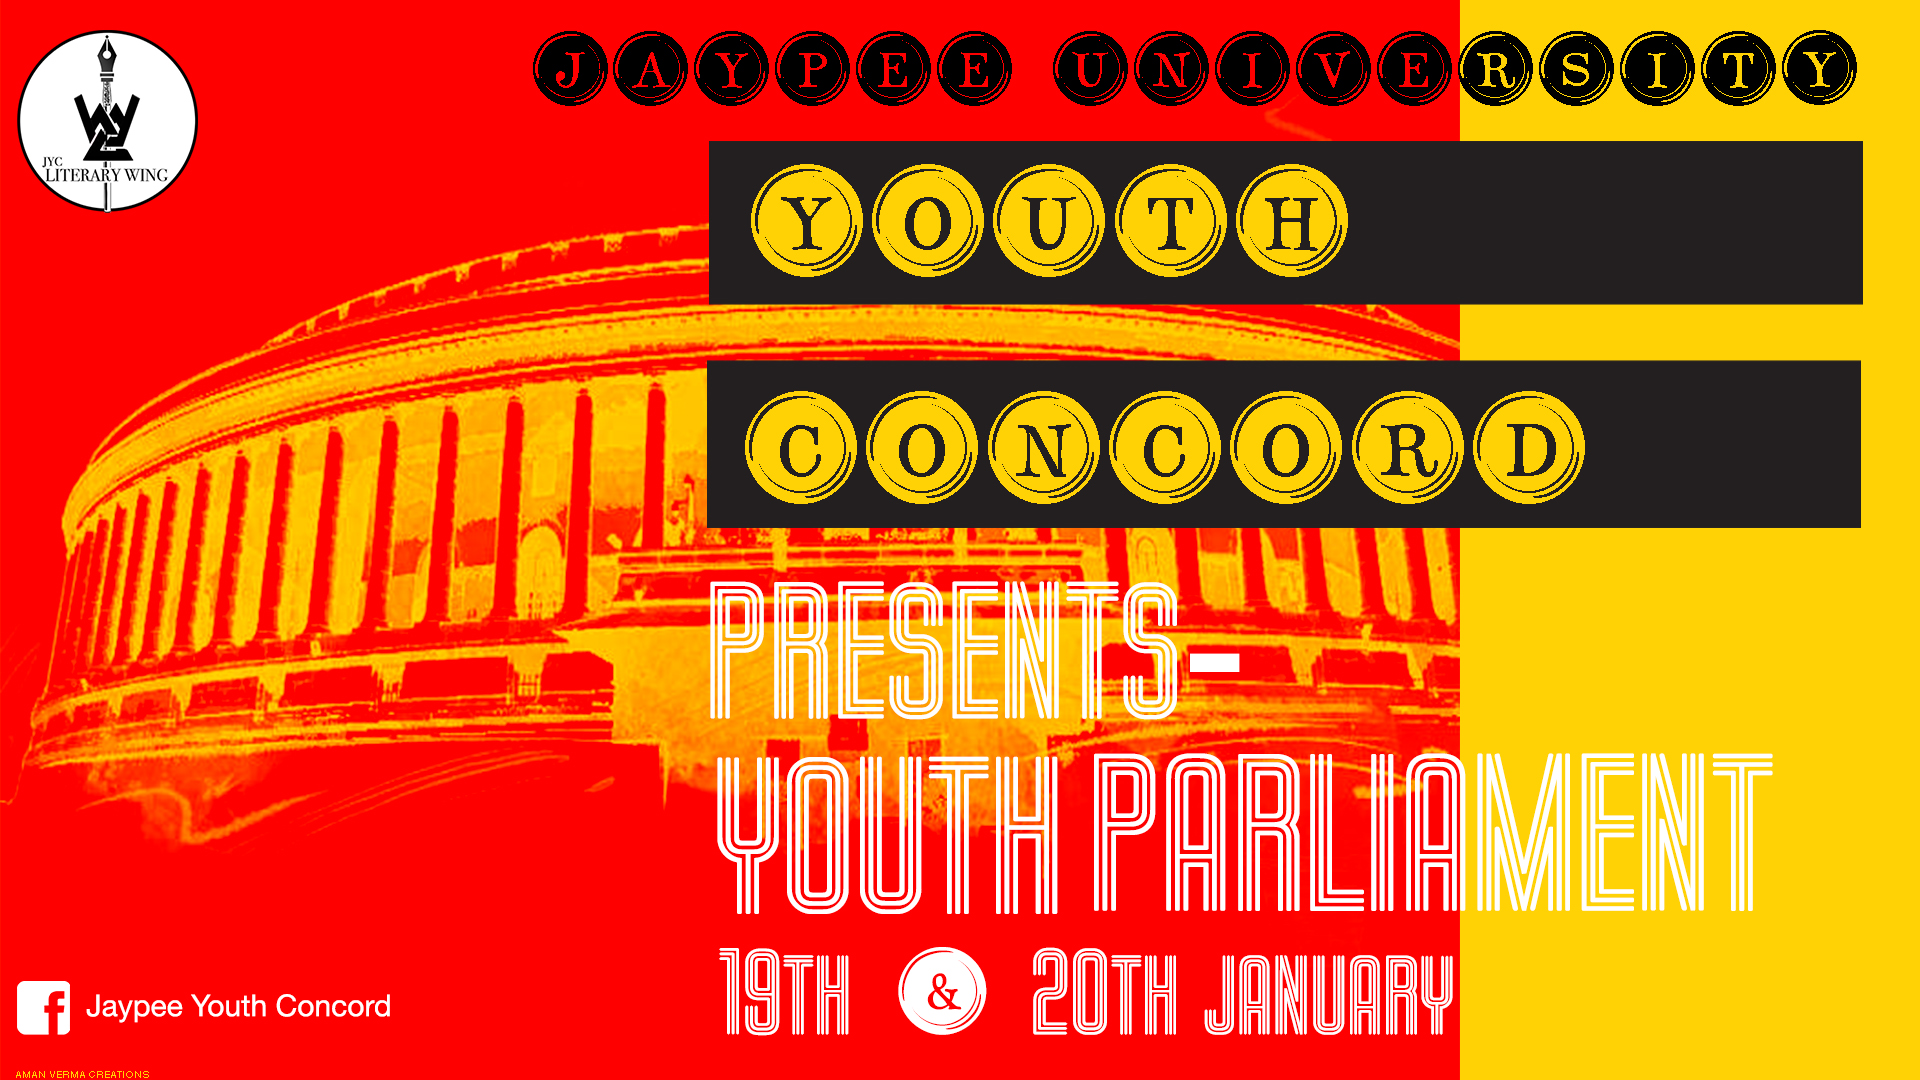 JYC
LITERARY WING
JAYPEE UNIVERSITY
YOUTH
CONCORD
PRESENTS-
YOUTH PARLIAMENT
19TH & 20TH JANUARY
Jaypee Youth Concord
AMAN VERMA CREATIONS